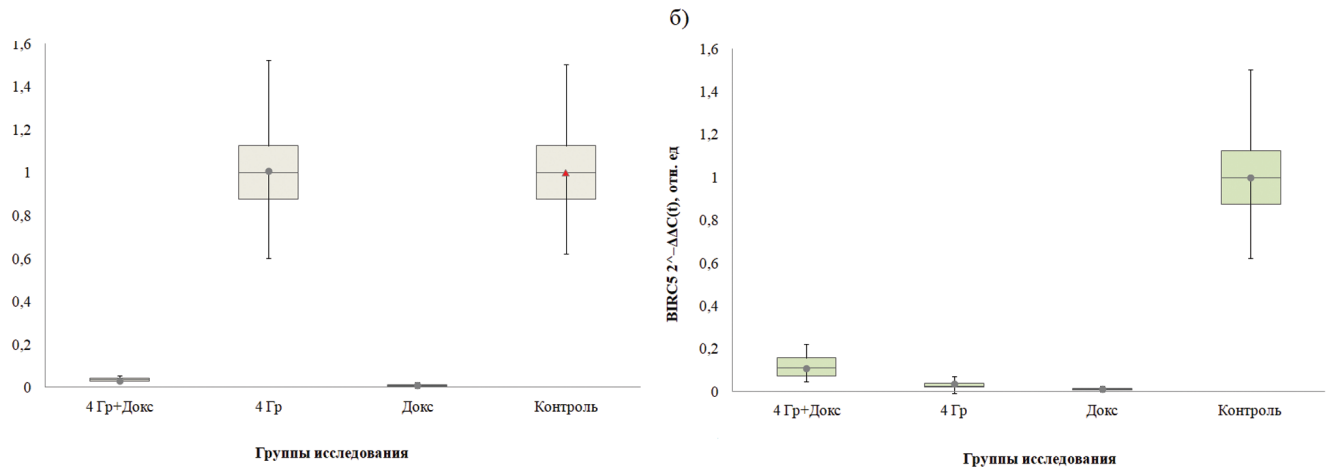 б)
1,6
1,4
1,2
1
0,8
0,6
0,4
0,2
0
4 Гр+Докс
4 Гр
Докс
Контроль
Группы исследования
BIRC5 2^–ΔΔC(t), отн. ед
1,6
1,4
1,2
1
0,8
0,6
0,4
0,2
0
4 Гр+Докс
4 Гр
Докс
Контроль
Группы исследования